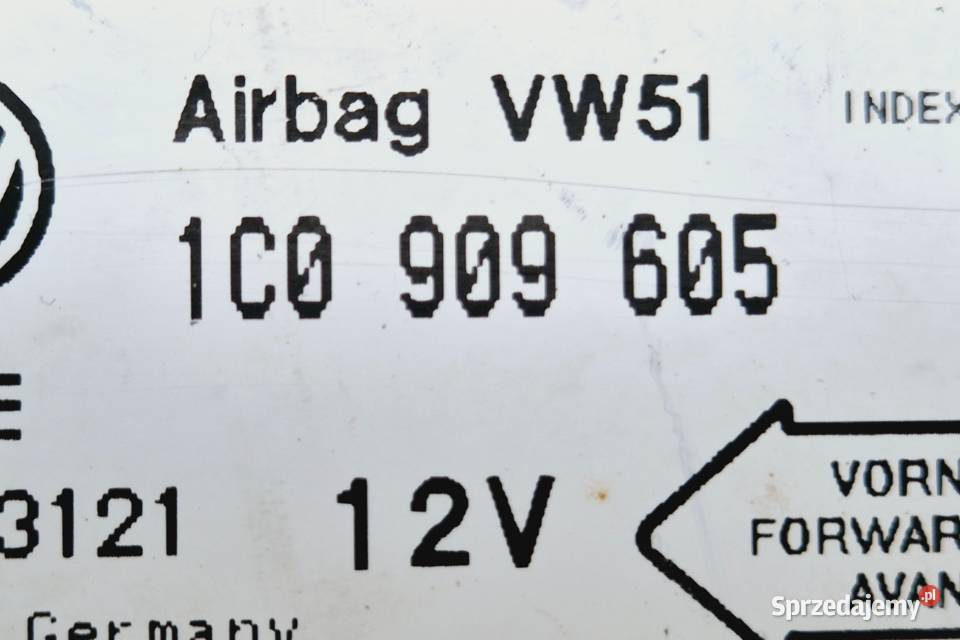 Airbag VW51 INDEX
1C0 909 605
E
3121 12V
VORN
FORWAR
AVAN
Germany
Sprzedajemy.pl